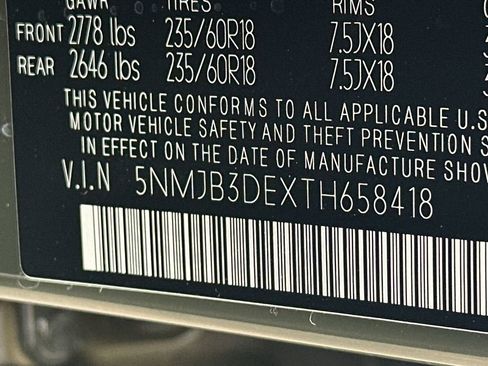 GAWR TIRES RIMS
FRONT 2778 lbs 235/60R18 7.5JX18
REAR 2646 lbs 235/60R18 7.5JX18
THIS VEHICLE CONFORMS TO ALL APPLICABLE U.S
MOTOR VEHICLE SAFETY AND THEFT PREVENTION S
IN EFFECT ON THE DATE OF MANUFACTURE SHOW
V.I.N 5NMJB3DEXTH658418